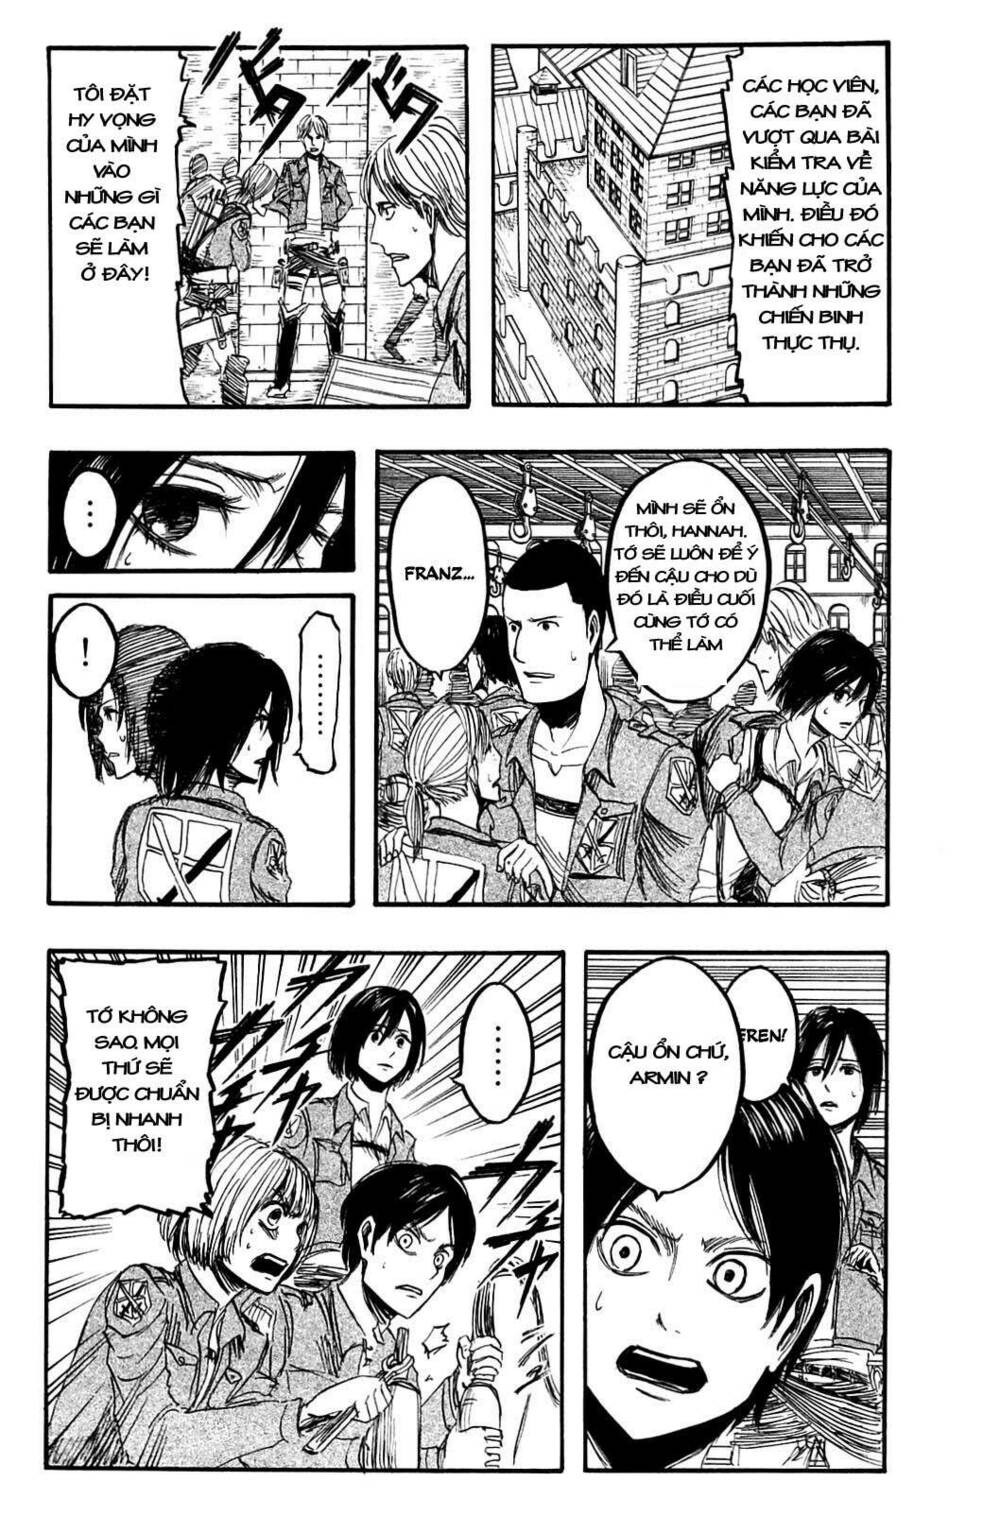 CÁC HỌC VIÊN,
CÁC BẠN ĐÃ
VƯỢT QUA BÀI
KIỂM TRA VỀ
NĂNG LỰC CỦA
MÌNH. ĐIỀU ĐÓ
KHIẾN CHO CÁC
BẠN ĐÃ TRỞ
THÀNH NHỮNG
CHIẾN BINH
THỰC THỤ.
TÔI ĐẶT
HY VỌNG
CỦA MÌNH
VÀO
NHỮNG GÌ
CÁC BẠN
SẼ LÀM
Ở ĐÂY!
MÌNH SẼ ỔN
THÔI, HANNAH.
TỚ SẼ LUÔN ĐỂ Ý
ĐẾN CẬU CHO DÙ
ĐÓ LÀ ĐIỀU CUỐI
CÙNG TỚ CÓ
THỂ LÀM
FRANZ...
...
.........
!
EREN!
CẬU ỔN CHỨ,
ARMIN ?
......
TỚ KHÔNG
SAO. MỌI
THỨ SẼ
ĐƯỢC CHUẨN
BỊ NHANH
THÔI!